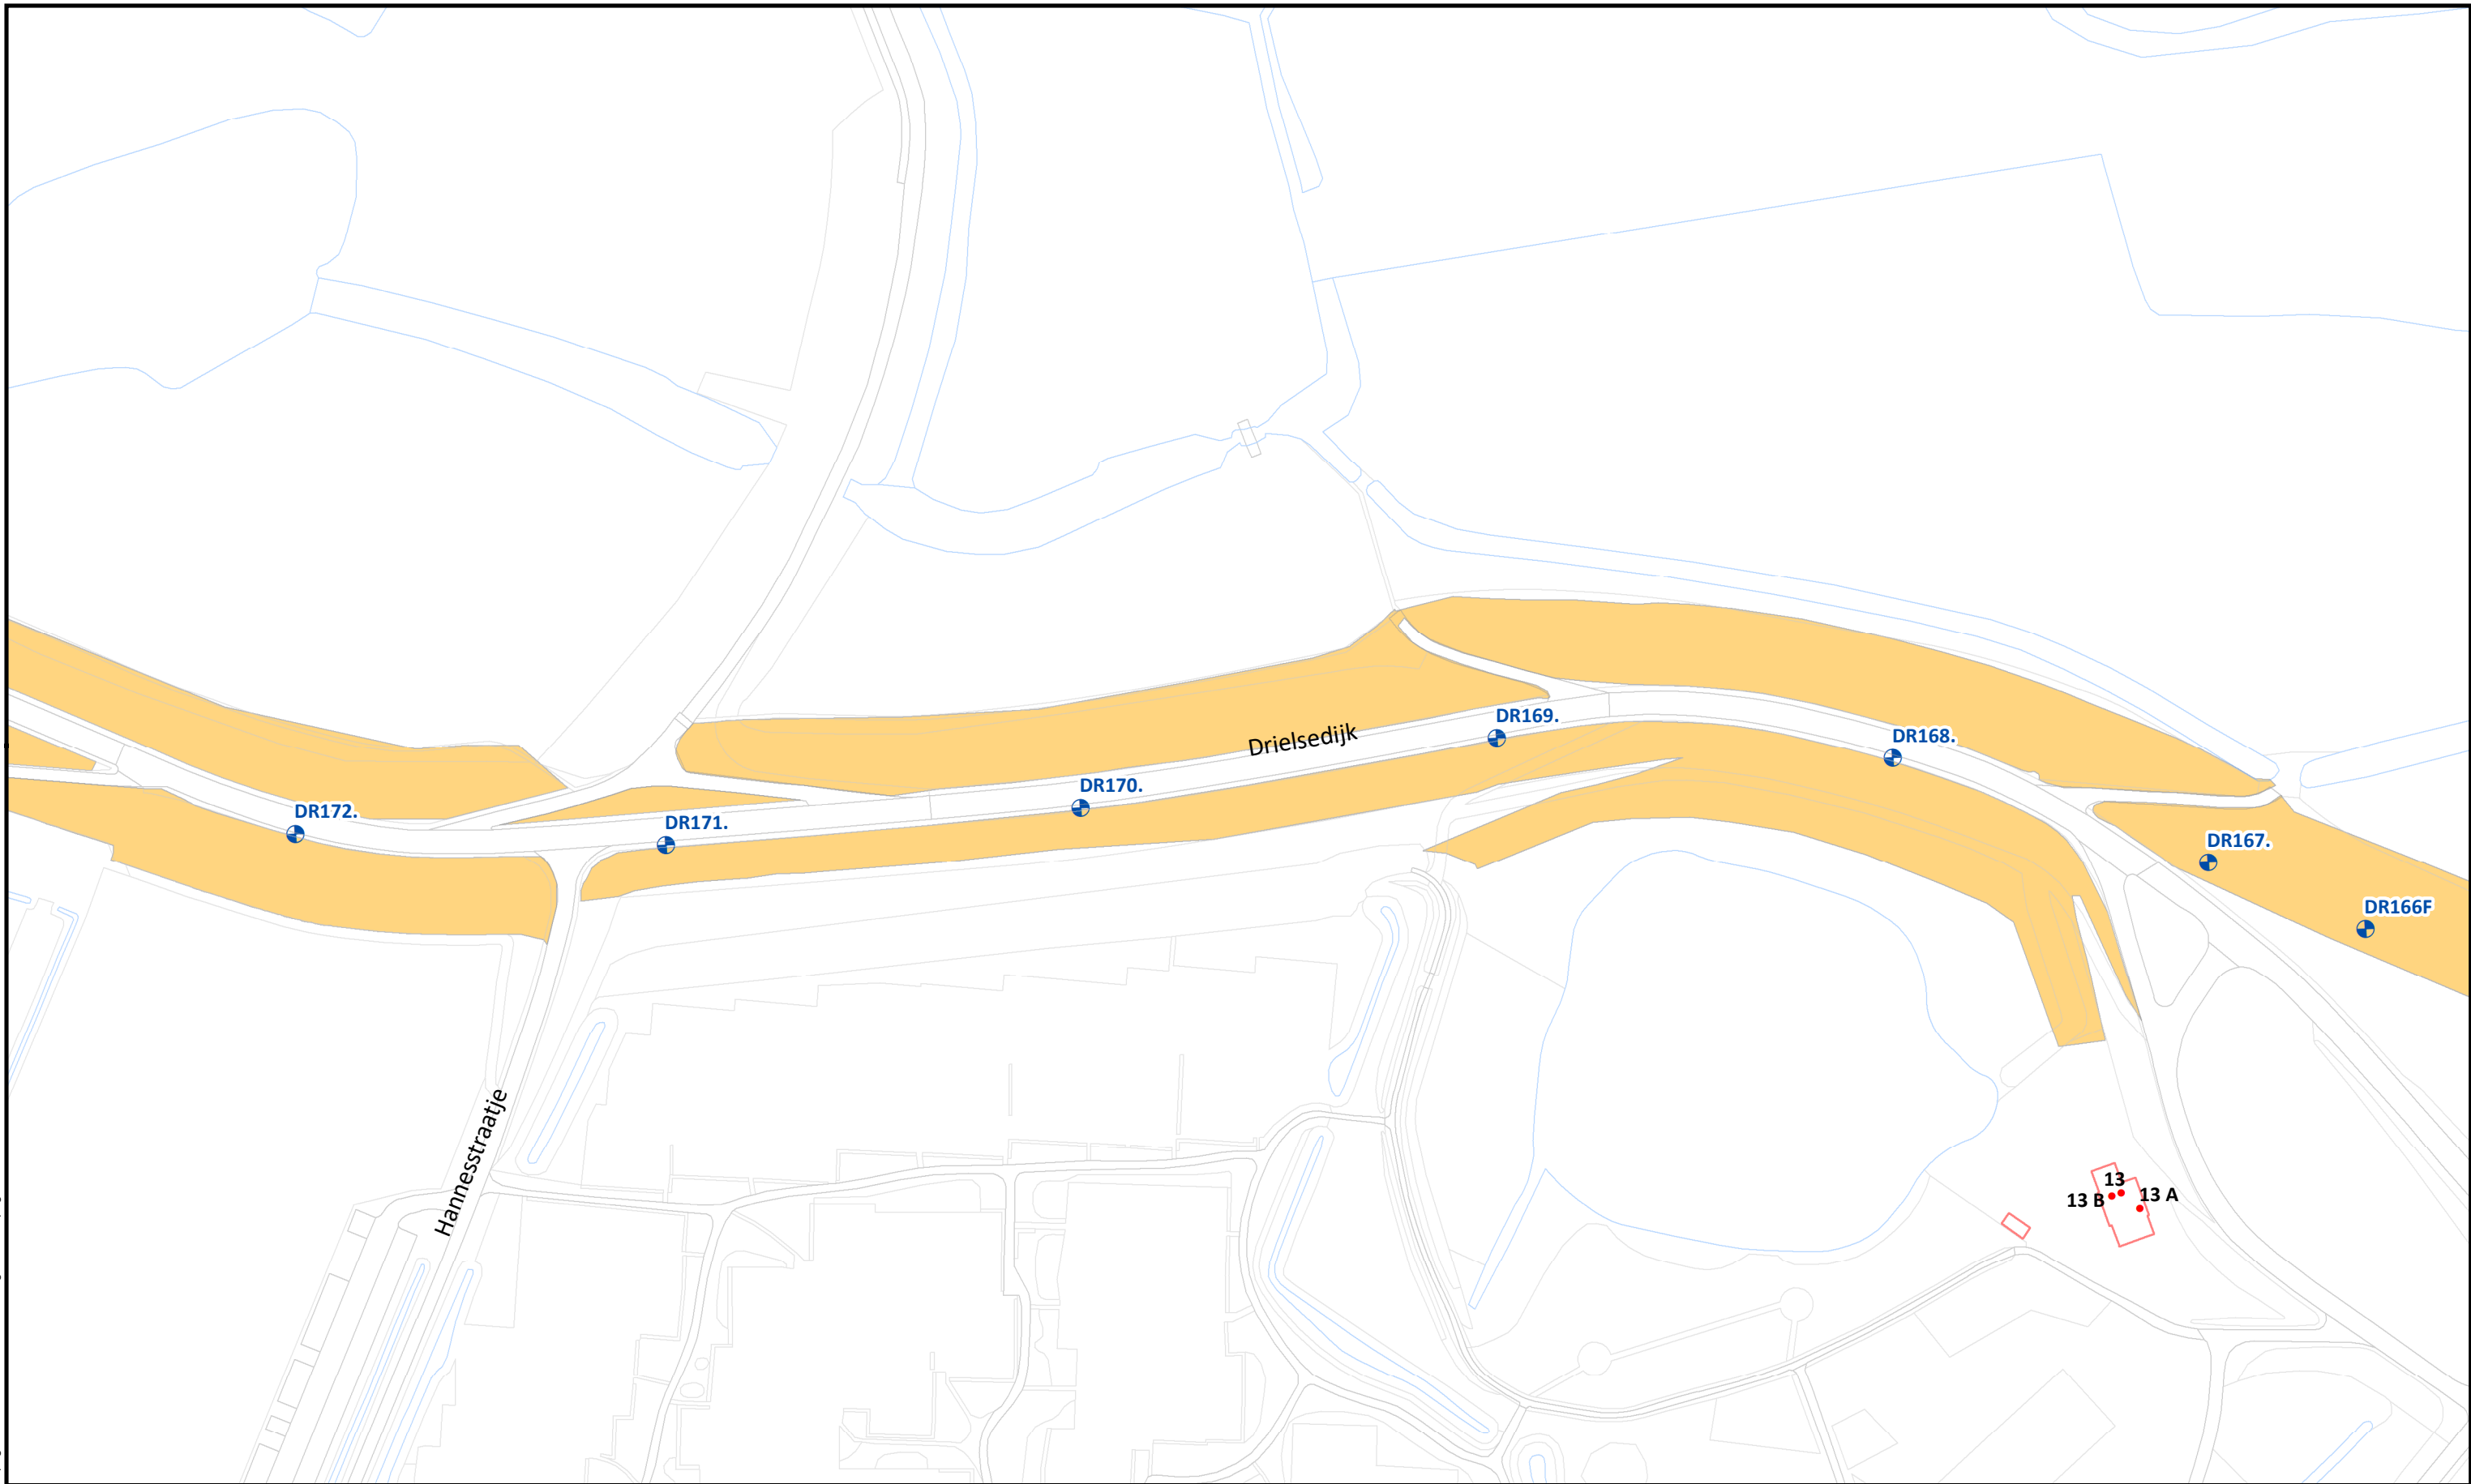 DR169.
Drielsedijk
DR168.
DR170.
DR172.
DR171.
DR167.
DR166F
Hannesstraatje
13
13 B
13 A